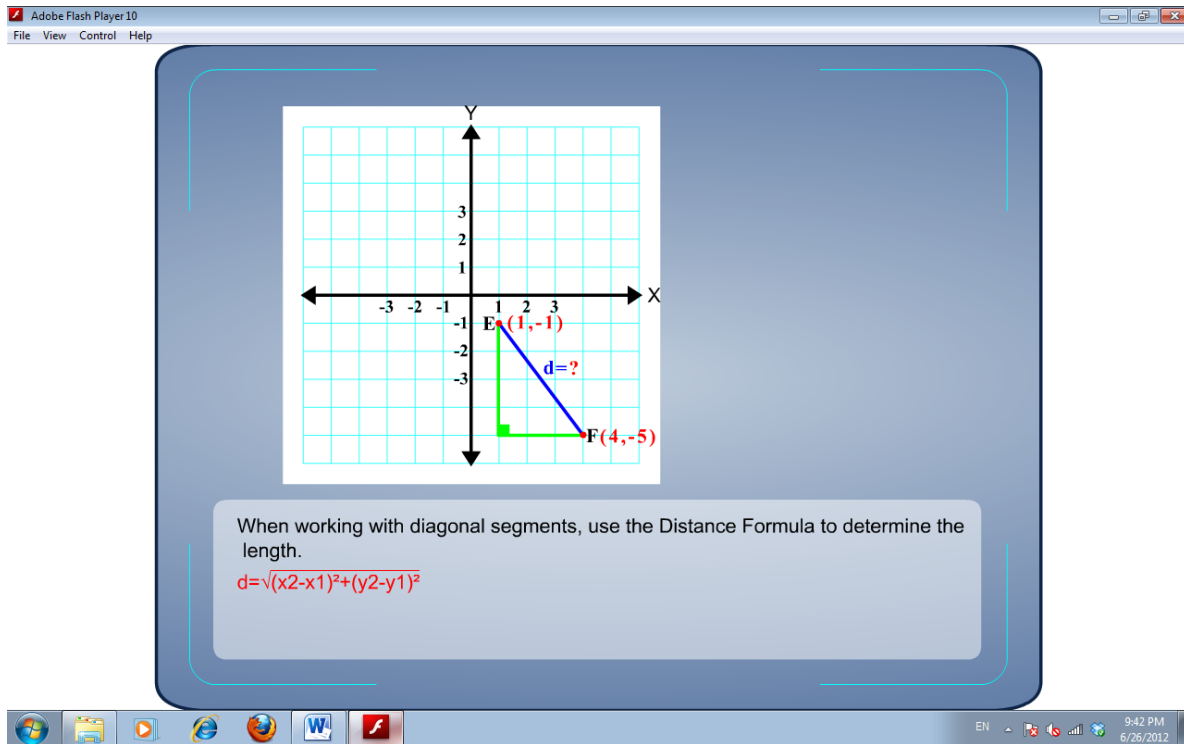 Adobe Flash Player 10
File View Control Help
Y
3
2
1
X
-3 -2 -1 1 2 3
-1 E (1,-1)
-2
d=?
-3
F(4,-5)
When working with diagonal segments, use the Distance Formula to determine the
length.
d=√(x2-x1)²+(y2-y1)²
EN 9:42 PM
6/26/2012